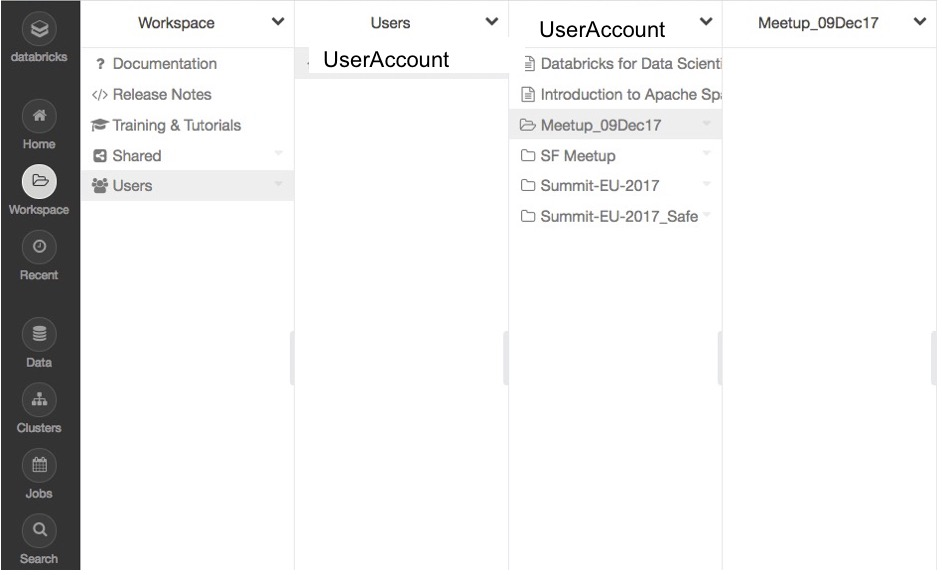 databricks
Home
Workspace
Recent
Data
Clusters
Jobs
Search
Workspace
? Documentation
</> Release Notes
Training & Tutorials
Shared
Users
Users
UserAccount
UserAccount
Databricks for Data Scienti
Introduction to Apache Spa
Meetup_09Dec17
SF Meetup
Summit-EU-2017
Summit-EU-2017_Safe
Meetup_09Dec17